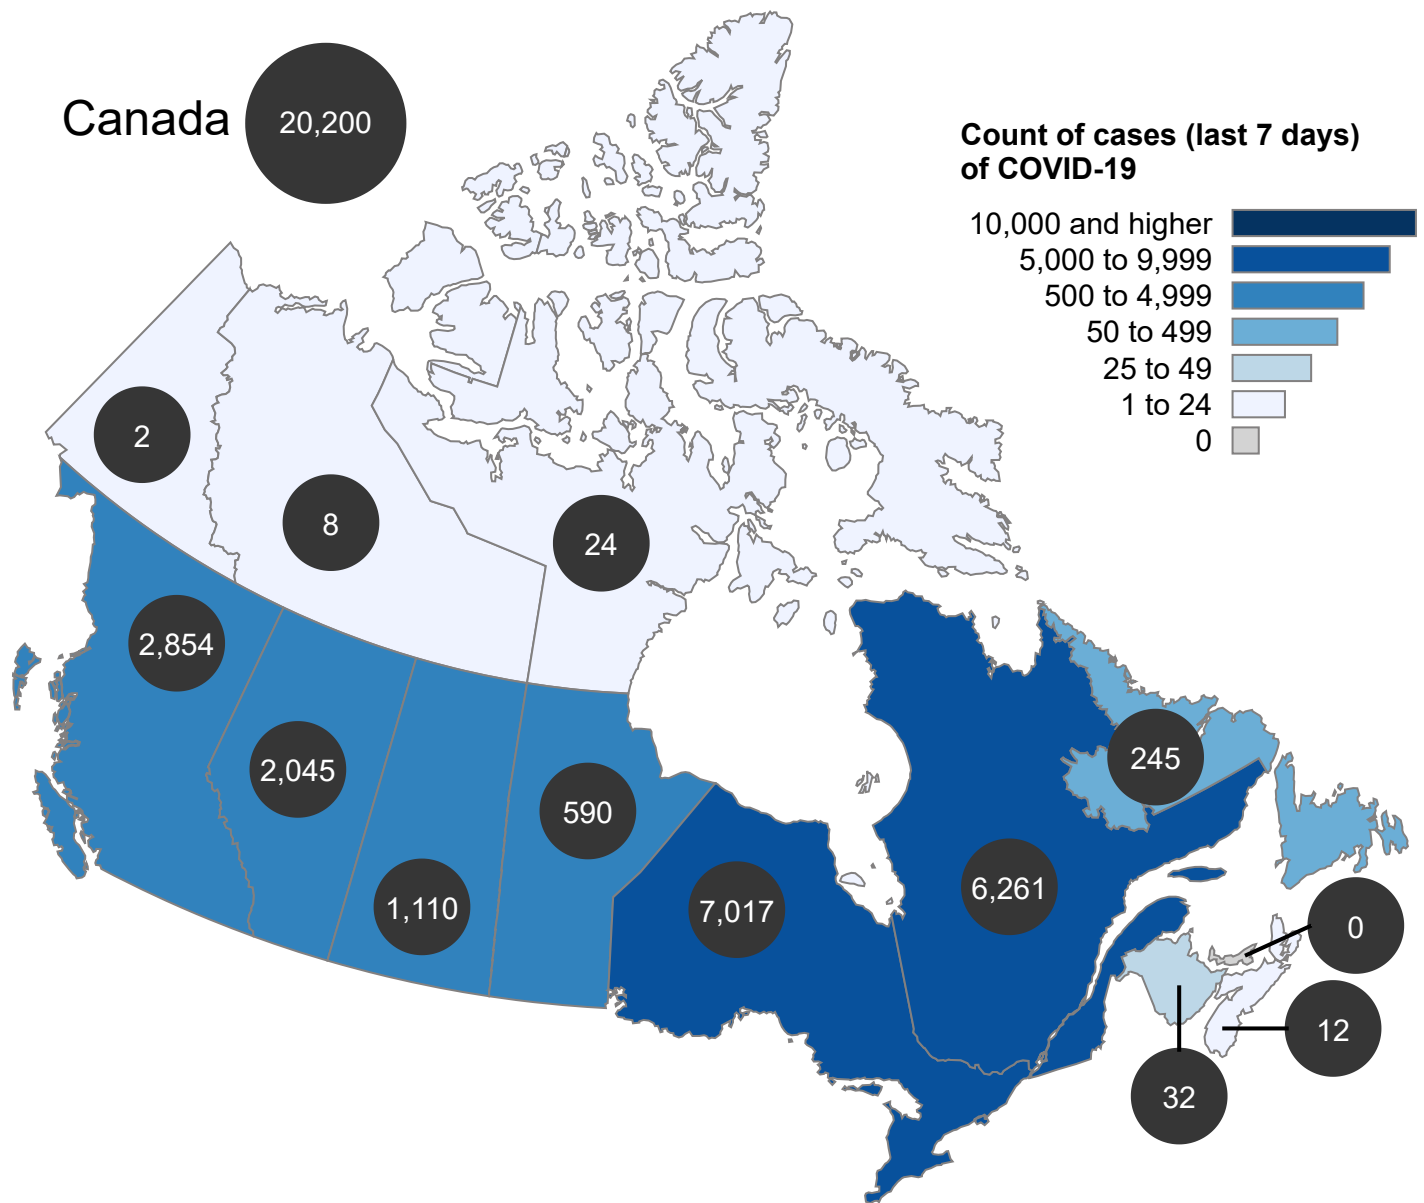 Canada
20,200
Count of cases (last 7 days)
of COVID-19
10,000 and higher
5,000 to 9,999
500 to 4,999
50 to 499
25 to 49
1 to 24
0
2
8
24
2,854
2,045
1,110
590
7,017
6,261
245
0
12
32